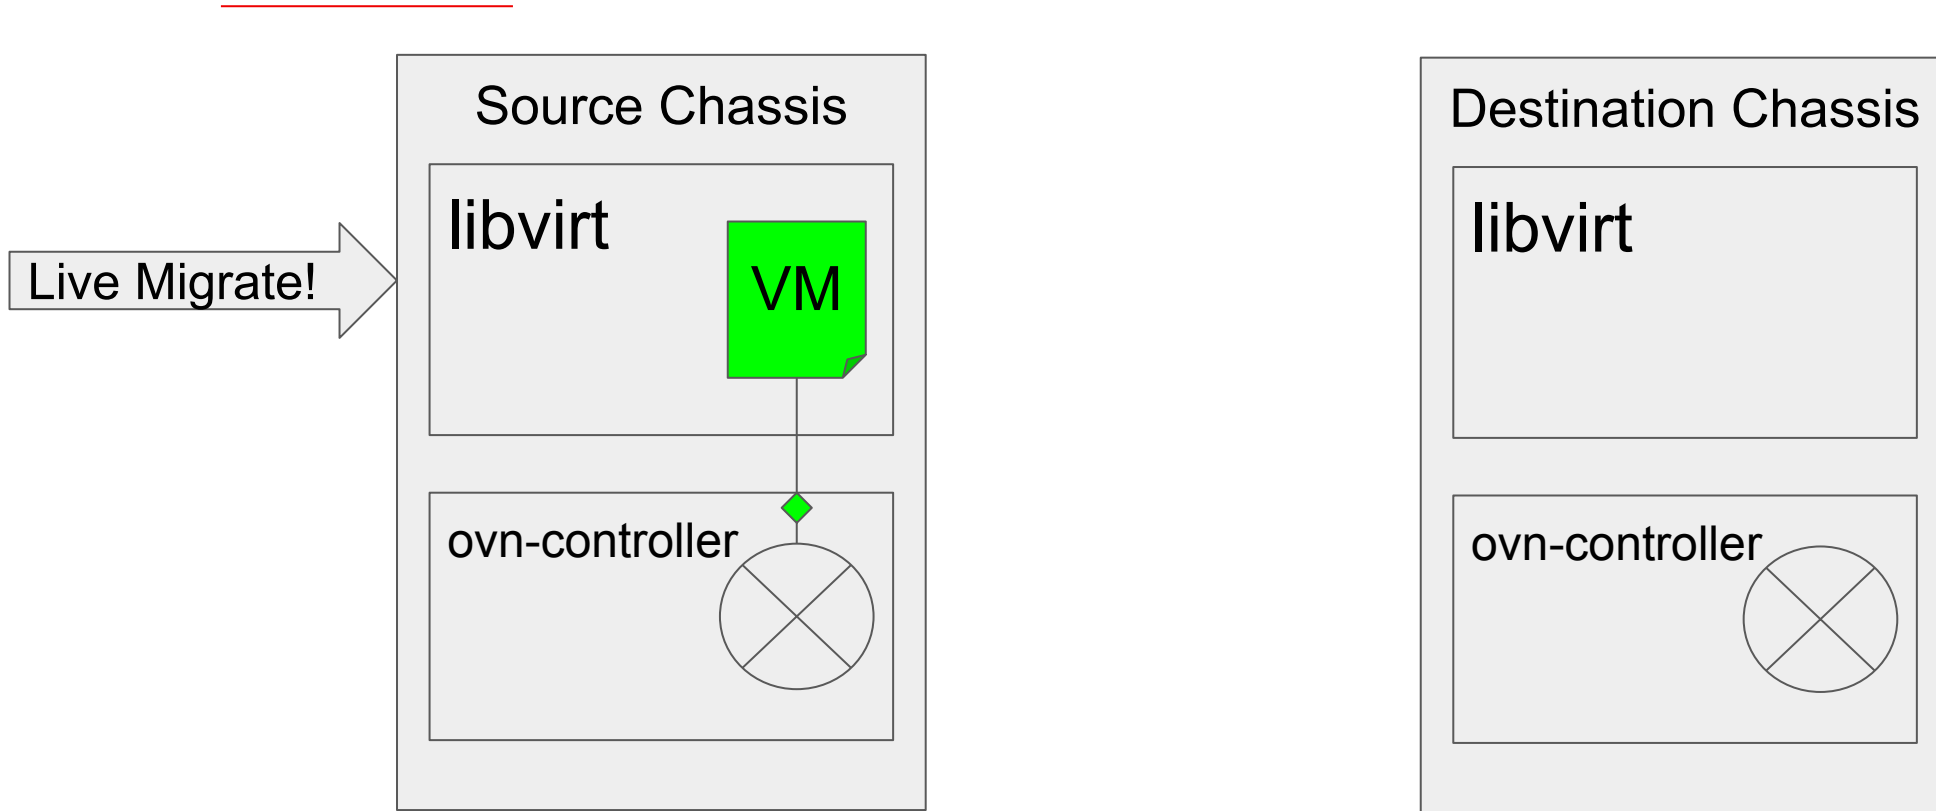 Source Chassis
libvirt
VM
Live Migrate!
ovn-controller
Destination Chassis
libvirt
ovn-controller